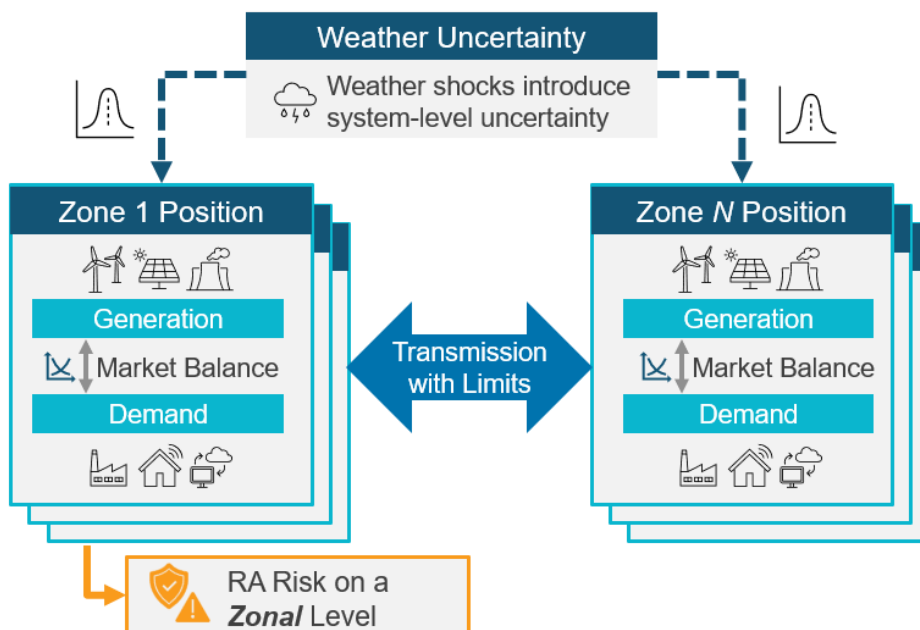 Weather Uncertainty
Weather shocks introduce
system-level uncertainty
Zone 1 Position
Generation
Market Balance
Demand
Transmission
with Limits
Zone N Position
Generation
Market Balance
Demand
RA Risk on a
Zonal Level